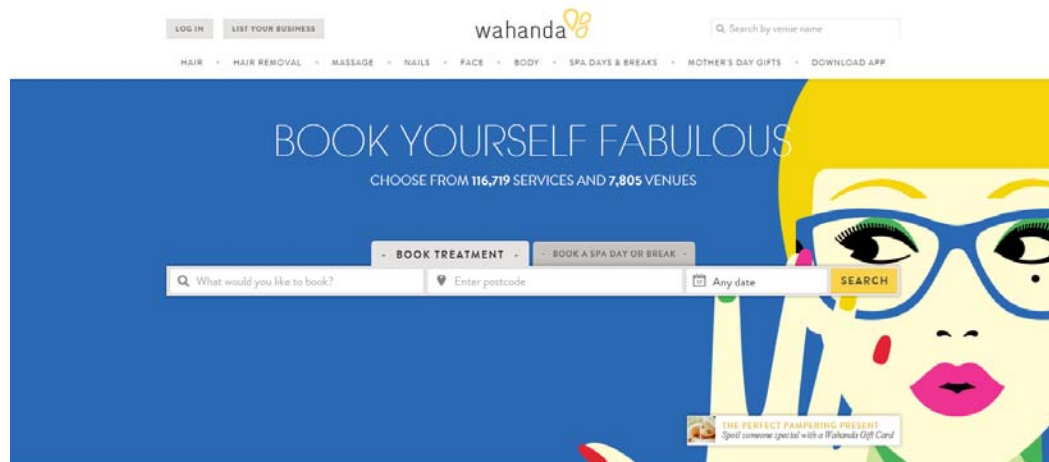 LOG IN
LIST YOUR BUSINESS
wahanda
Search by venue name
HAIR
HAIR REMOVAL
MASSAGE
NAILS
FACE
BODY
SPA DAYS & BREAKS
MOTHER'S DAY GIFTS
DOWNLOAD APP
BOOK YOURSELF FABULOUS
CHOOSE FROM 116,719 SERVICES AND 7,805 VENUES
- BOOK TREATMENT -
- BOOK A SPA DAY OR BREAK -
What would you like to book?
Enter postcode
Any date
SEARCH
THE PERFECT PAMPERING PRESENT
Spoil someone special with a Wahanda Gift Card